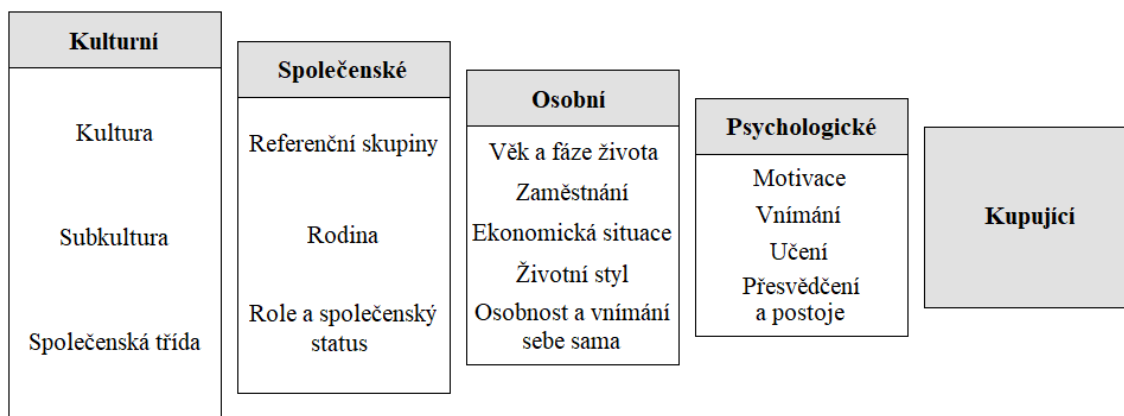 Kulturní
Kultura
Subkultura
Společenská třída
Společenské
Referenční skupiny
Rodina
Role a společenský
status
Osobní
Věk a fáze života
Zaměstnání
Ekonomická situace
Životní styl
Osobnost a vnímání
sebe sama
Psychologické
Motivace
Vnímání
Učení
Přesvědčení
a postoje
Kupující